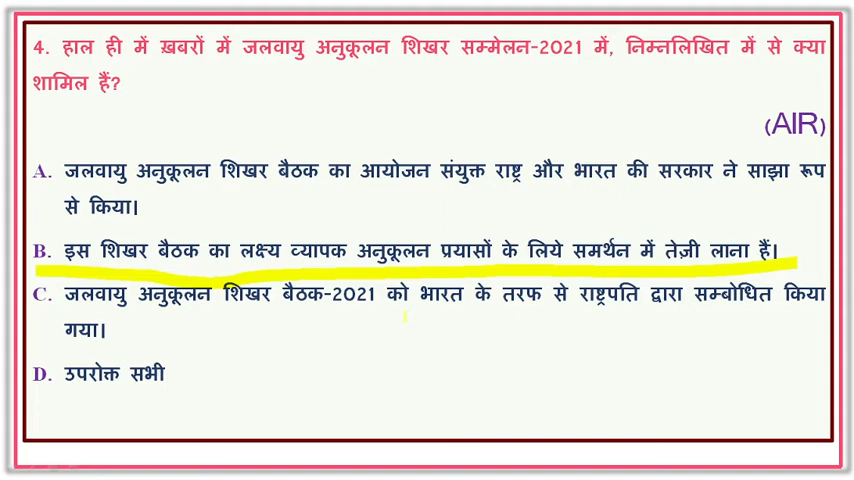 4. हाल ही में ख़बरों में जलवायु अनुकूलन शिखर सम्मेलन-2021 में, निम्नलिखित में से क्या
शामिल हैं?
(AIR)
A. जलवायु अनुकूलन शिखर बैठक का आयोजन संयुक्त राष्ट्र और भारत की सरकार ने साझा रूप
से किया।
B. इस शिखर बैठक का लक्ष्य व्यापक अनुकूलन प्रयासों के लिये समर्थन में तेज़ी लाना हैं।
C. जलवायु अनुकूलन शिखर बैठक-2021 को भारत के तरफ से राष्ट्रपति द्वारा सम्बोधित किया
गया।
D. उपरोक्त सभी